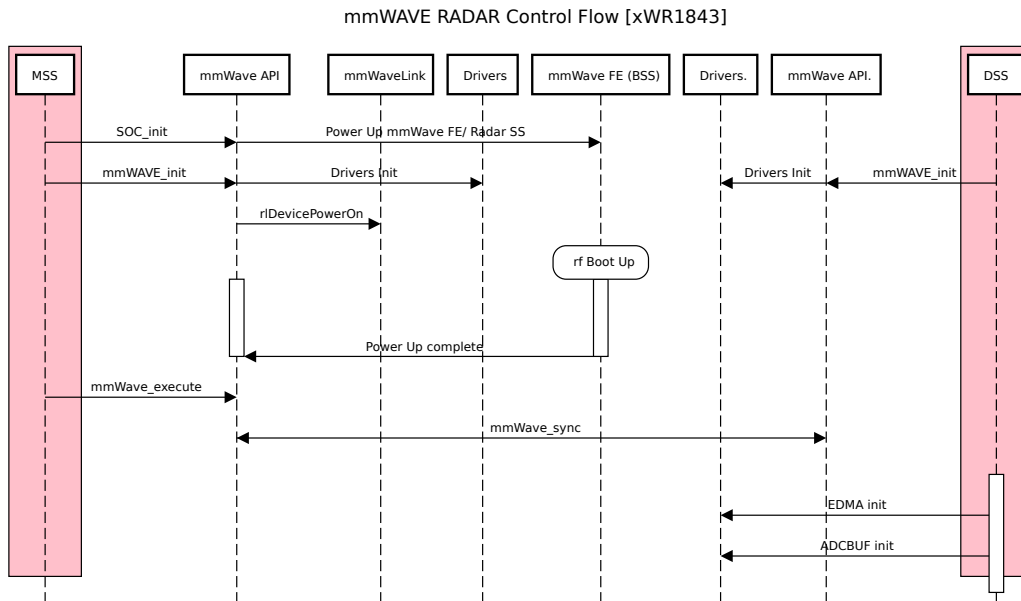 mmWAVE RADAR Control Flow [xWR1843]
MSS
mmWave API
mmWaveLink
Drivers
mmWave FE (BSS)
Drivers.
mmWave API.
DSS
SOC_init
Power Up mmWave FE/ Radar SS
mmWAVE_init
Drivers Init
Drivers Init
mmWAVE_init
rlDevicePowerOn
rf Boot Up
Power Up complete
mmWave_execute
mmWave_sync
EDMA init
ADCBUF init